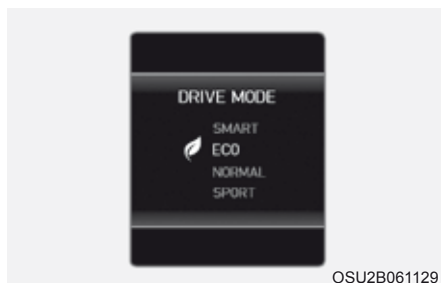 DRIVE MODE
SMART
ECO
NORMAL
SPORT
OSU2B061129